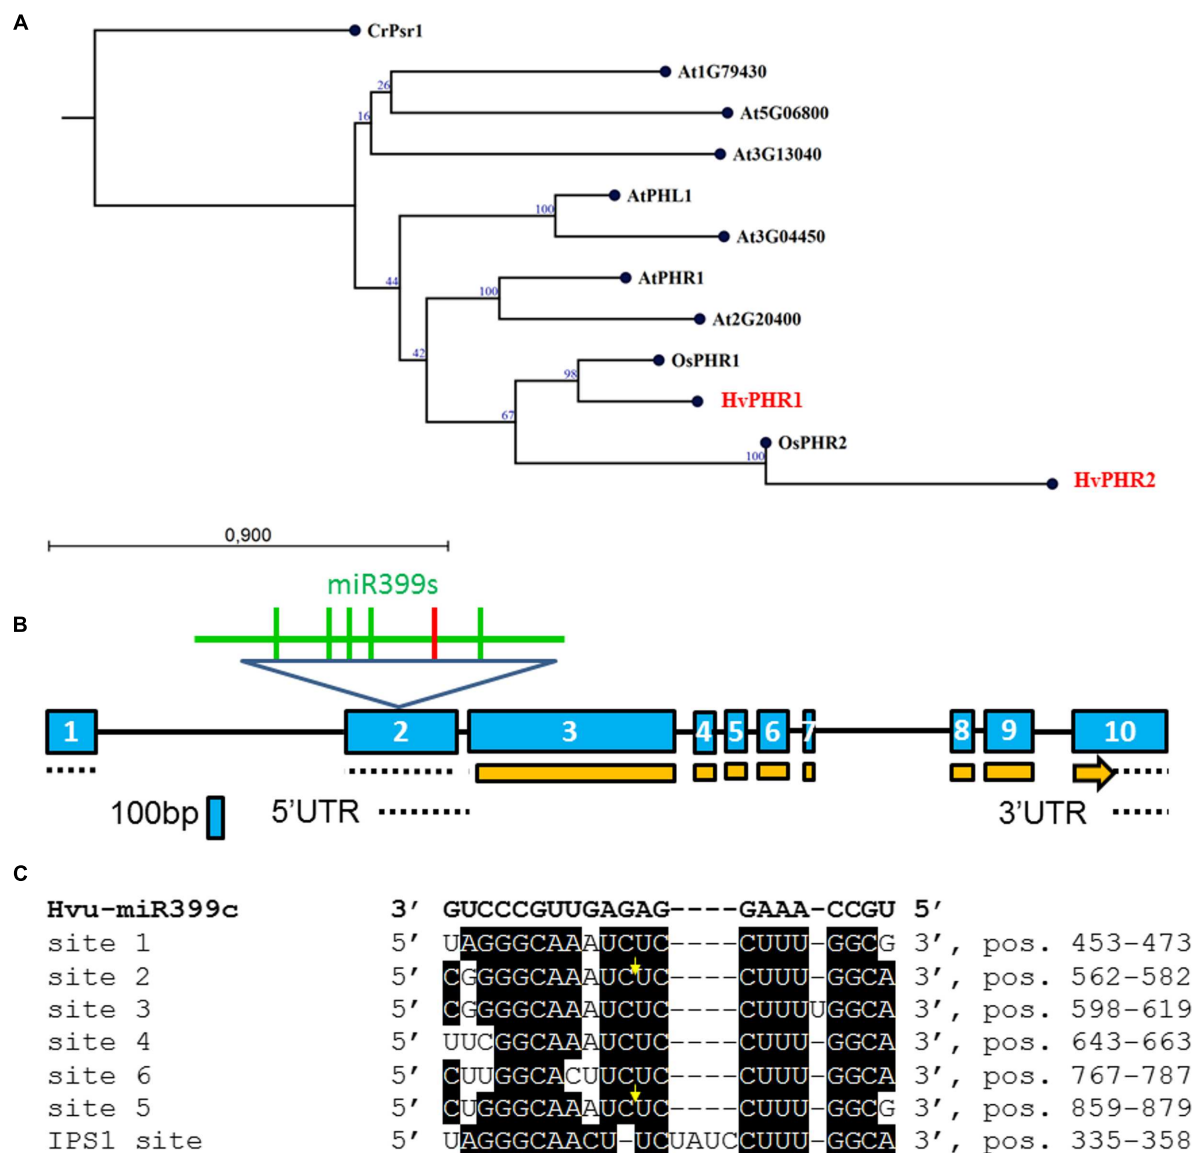 A
CrPsr1
At1G79430
26
At5G06800
16
At3G13040
AtPHL1
100
At3G04450
AtPHR1
44
100
At2G20400
42
OsPHR1
98
HvPHR1
67
OsPHR2
100
HvPHR2
0,900
miR399s
B
1 2 3 4 5 6 7 8 9 10
100bp 5’UTR 3’UTR
C
Hvu-miR399c 3’ GUCCCGUUGAGAG----GAAA-CCGU 5’
site 1 5’ UAGGGCAAAUCUC----CUUU-GGCG 3’, pos. 453-473
site 2 5’ CGGGGCAAAUCUC----CUUU-GGCA 3’, pos. 562-582
site 3 5’ CGGGGCAAAUCUC----CUUUUGGCA 3’, pos. 598-619
site 4 5’ UUCGGCAAAUCUC----CUUU-GGCA 3’, pos. 643-663
site 6 5’ CUUGGCACUUCUC----CUUU-GGCA 3’, pos. 767-787
site 5 5’ CUGGGCAAAUCUC----CUUU-GGCG 3’, pos. 859-879
IPS1 site 5’ UAGGGCAACU-UCUAUCCUUU-GGCA 3’, pos. 335-358